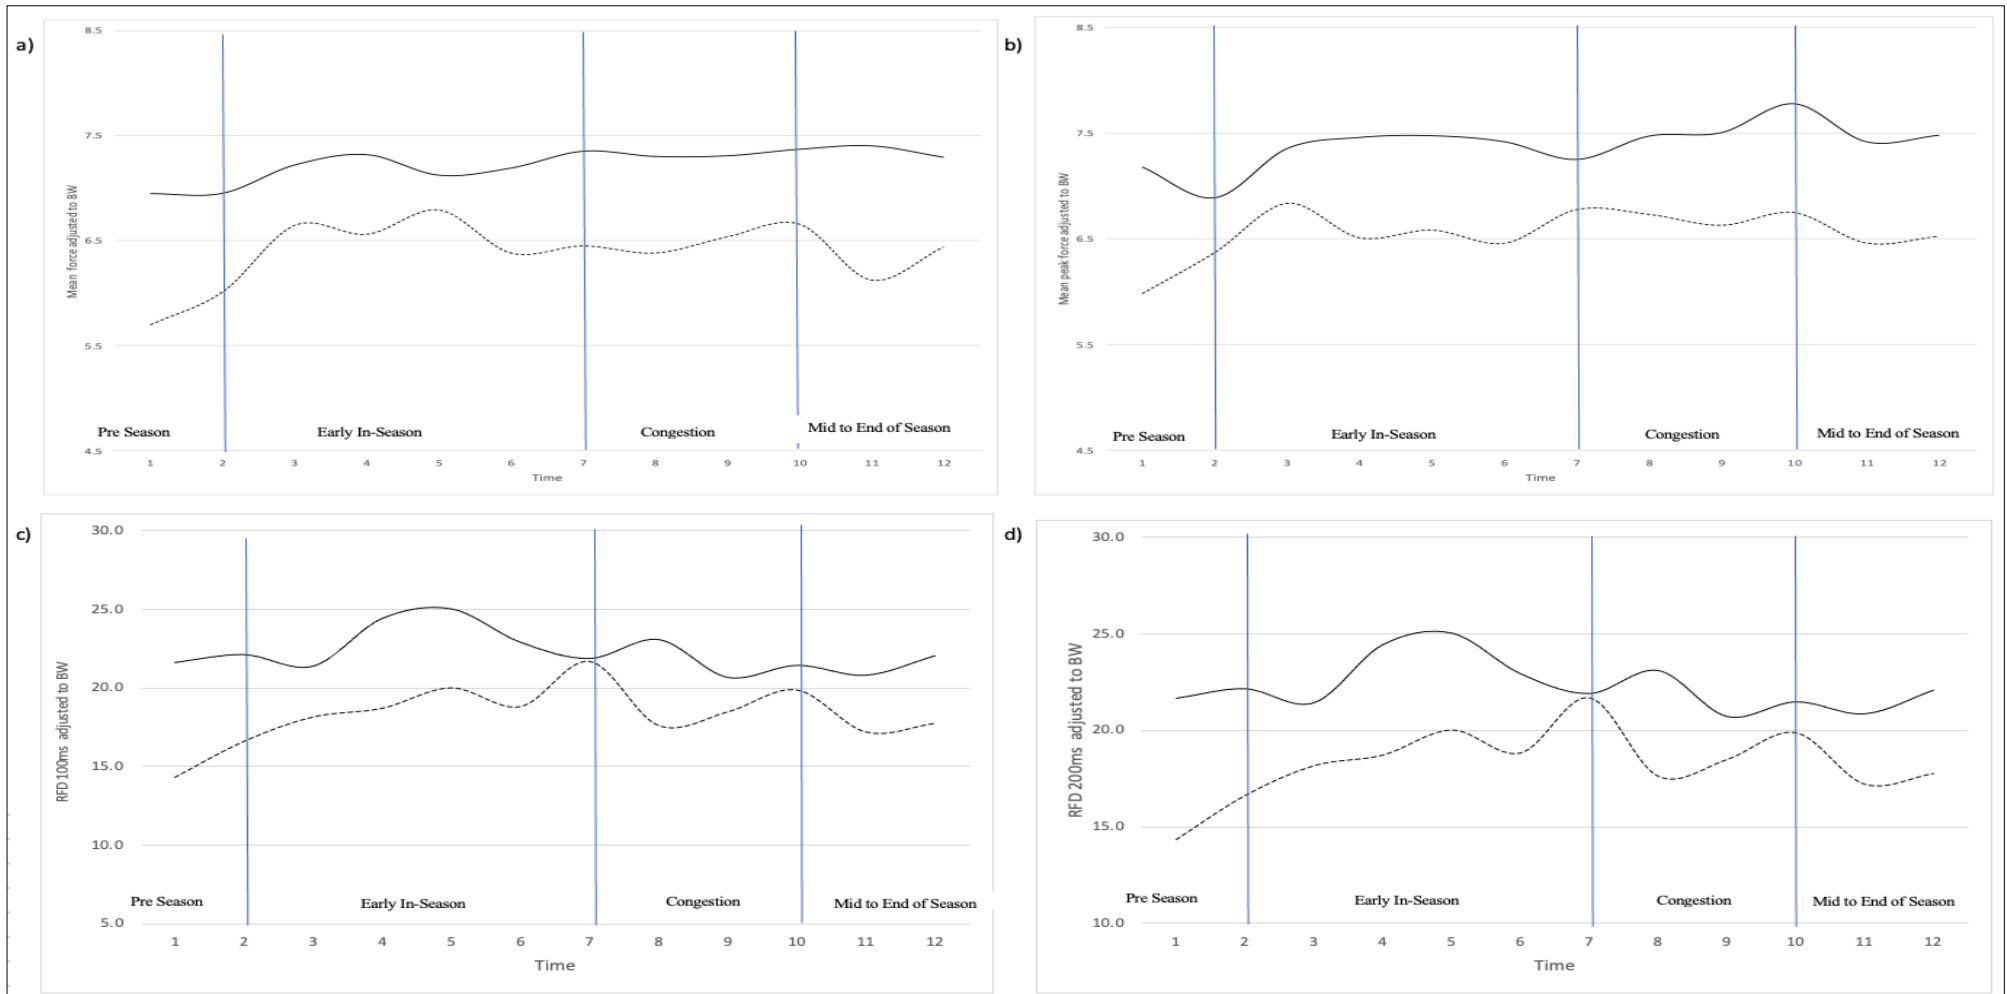 a)
8.5
7.5
6.5
5.5
4.5
Mean force adjusted to BW
Pre Season
Early In-Season
Congestion
Mid to End of Season
1 2 3 4 5 6 7 8 9 10 11 12
Time
b)
8.5
7.5
6.5
5.5
4.5
Mean peak force adjusted to BW
Pre Season
Early In-Season
Congestion
Mid to End of Season
1 2 3 4 5 6 7 8 9 10 11 12
Time
c)
30.0
25.0
20.0
15.0
10.0
5.0
RFD 100ms adjusted to BW
Pre Season
Early In-Season
Congestion
Mid to End of Season
1 2 3 4 5 6 7 8 9 10 11 12
Time
d)
30.0
25.0
20.0
15.0
10.0
RFD 200ms adjusted to BW
Pre Season
Early In-Season
Congestion
Mid to End of Season
1 2 3 4 5 6 7 8 9 10 11 12
Time